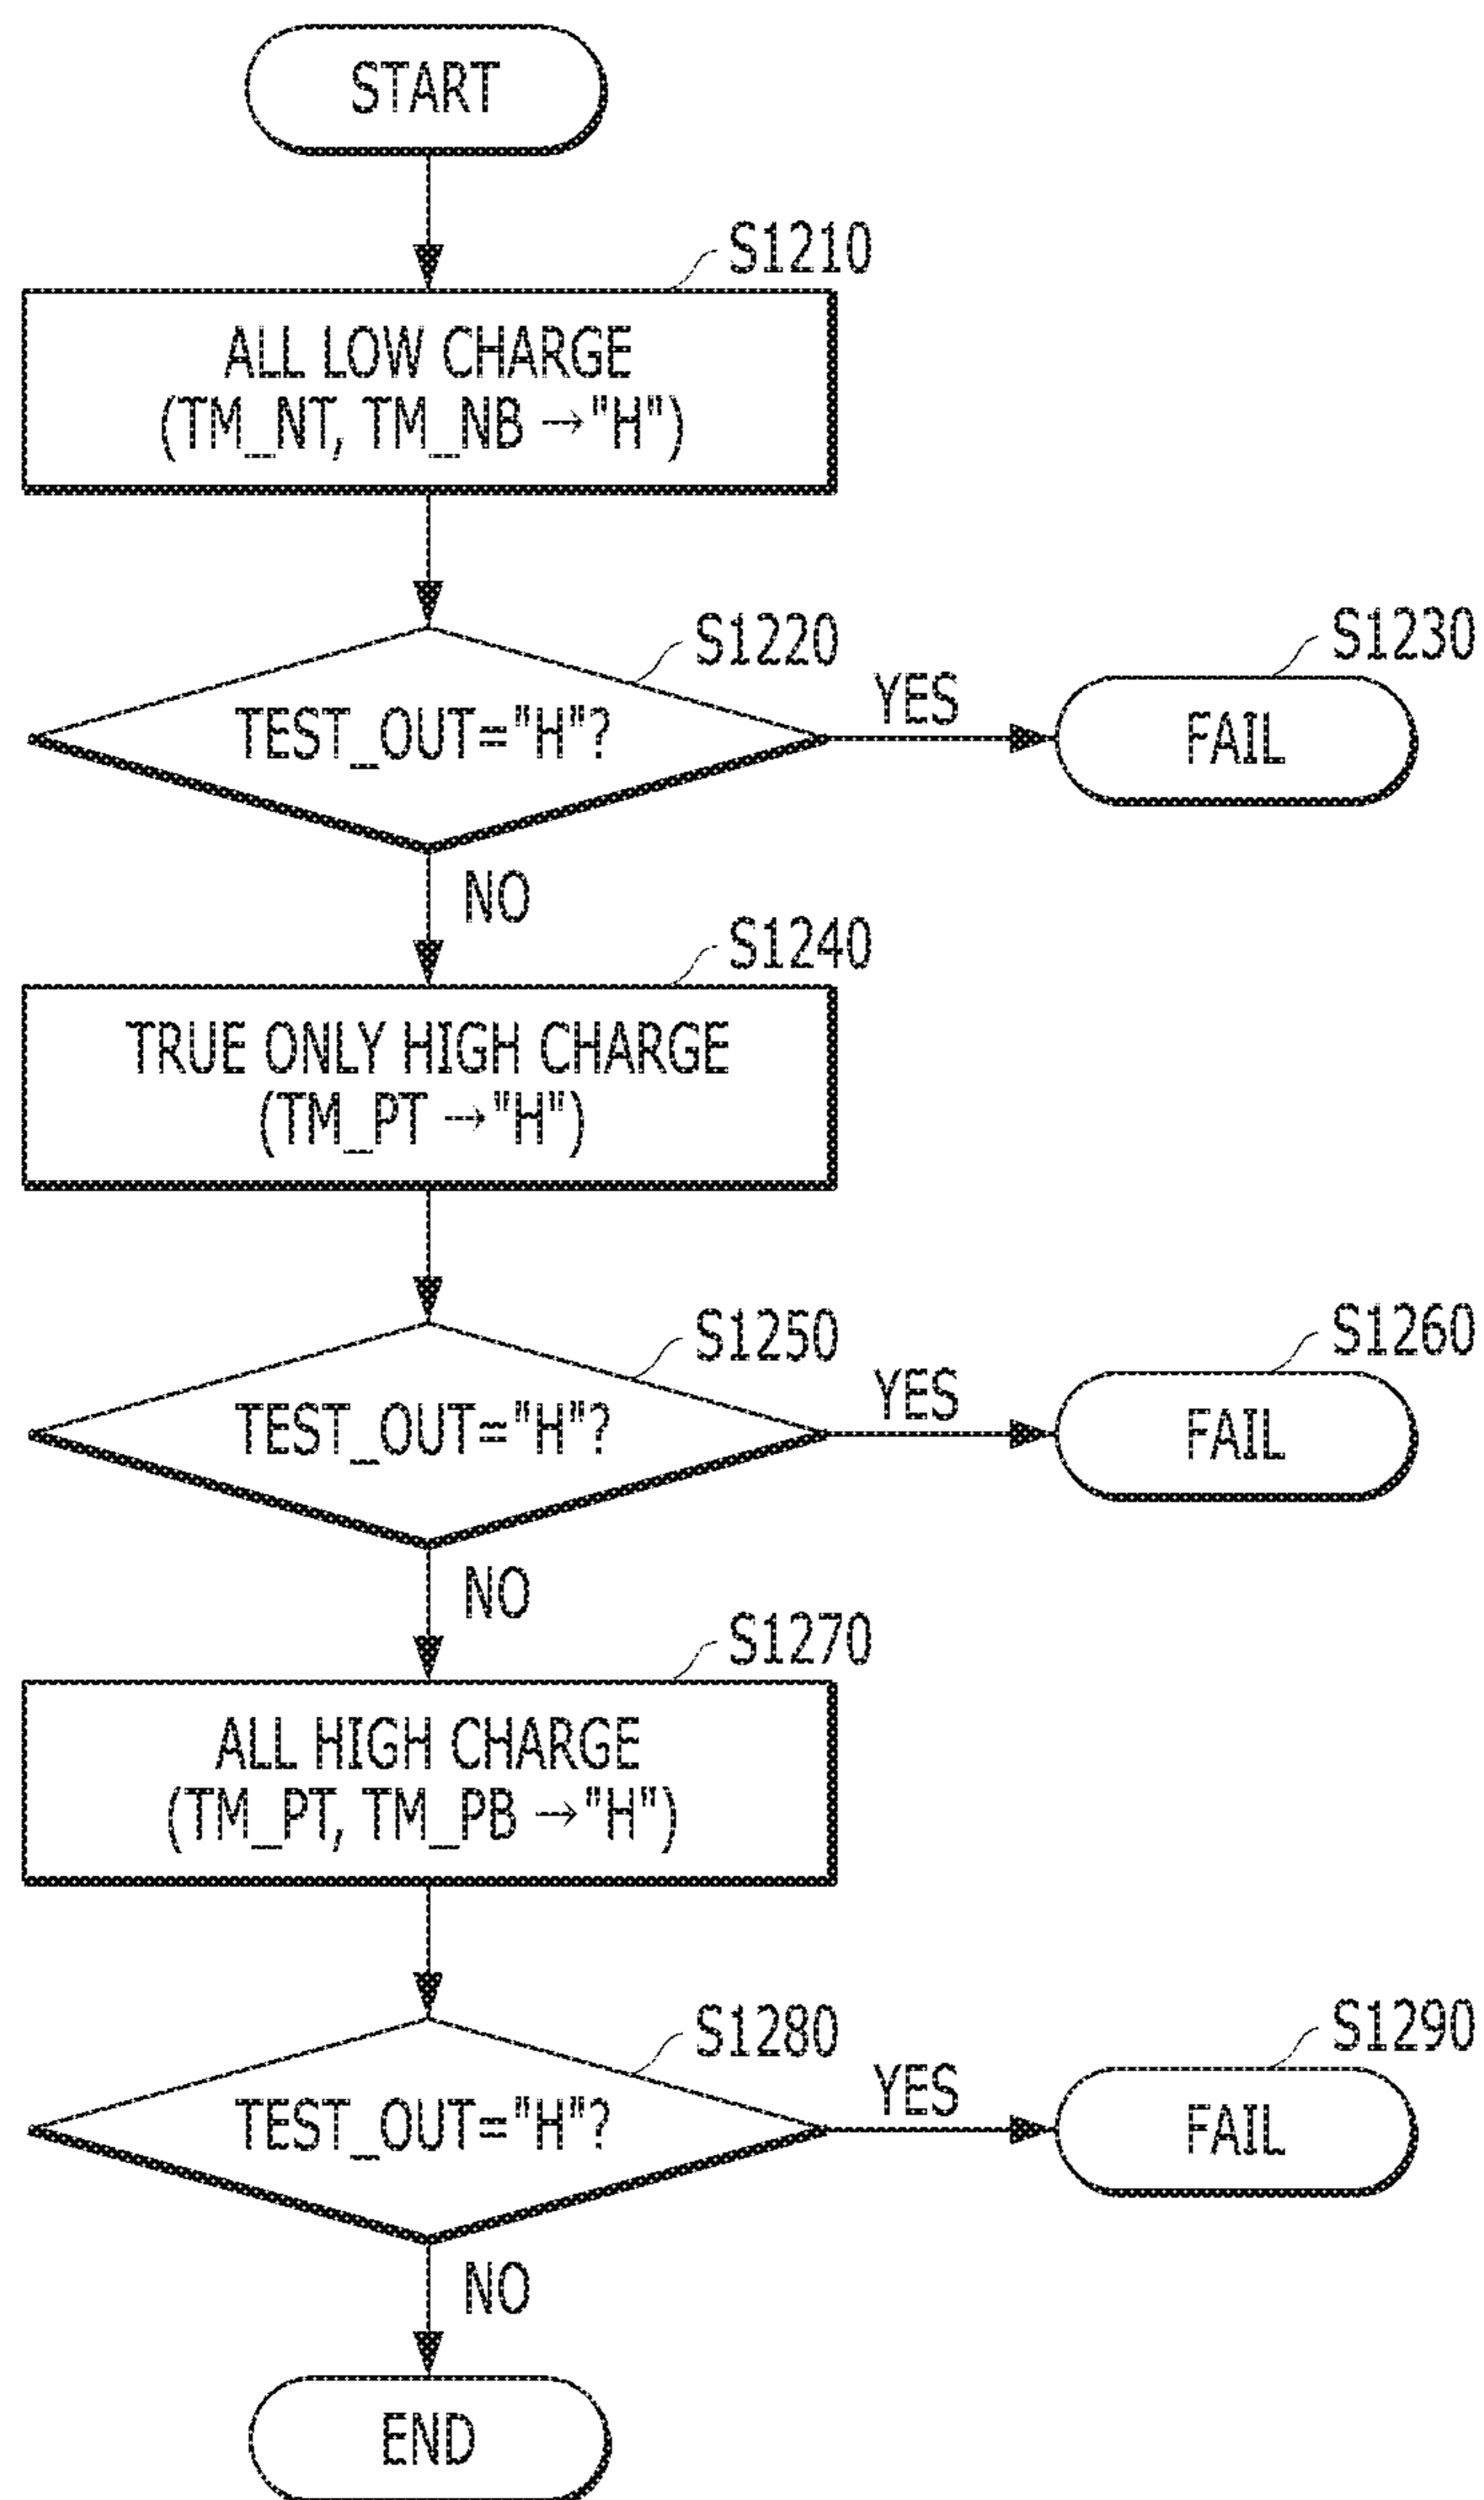 START
S1210
ALL LOW CHARGE
(TM_NT, TM_NB →"H")
S1220
S1230
TEST_OUT="H"?
YES
FAIL
NO
S1240
TRUE ONLY HIGH CHARGE
(TM_PT →"H")
S1250
S1260
TEST_OUT="H"?
YES
FAIL
NO
S1270
ALL HIGH CHARGE
(TM_PT, TM_PB →"H")
S1280
S1290
TEST_OUT="H"?
YES
FAIL
NO
END